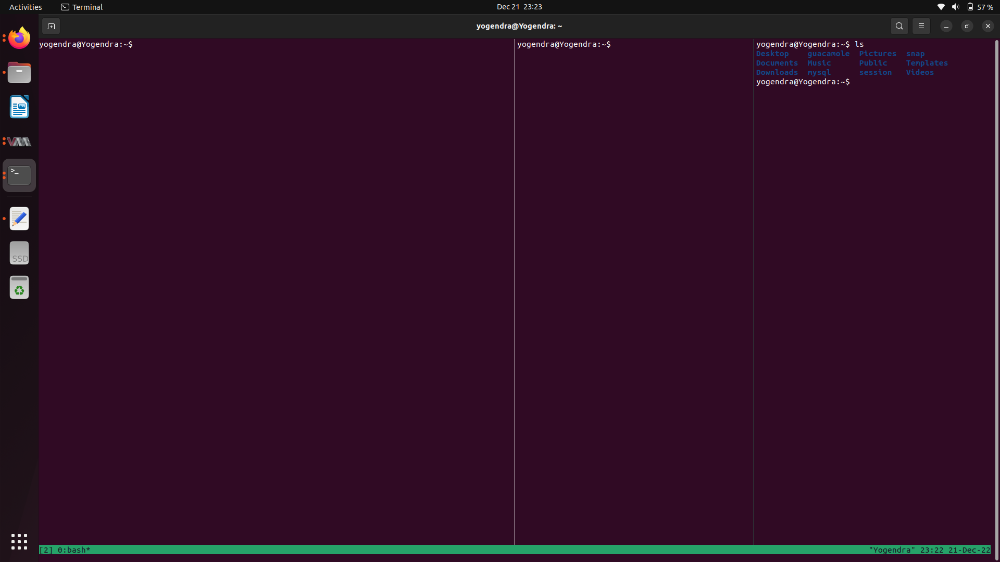 Activities Terminal Dec 21 23:23 57 %
yogendra@Yogendra: ~
yogendra@Yogendra:~$
yogendra@Yogendra:~$
yogendra@Yogendra:~$ ls
Desktop guacamole Pictures snap
Documents Music Public Templates
Downloads mysql session Videos
yogendra@Yogendra:~$
>_
SSD
[2] 0:bash* "Yogendra" 23:22 21-Dec-22